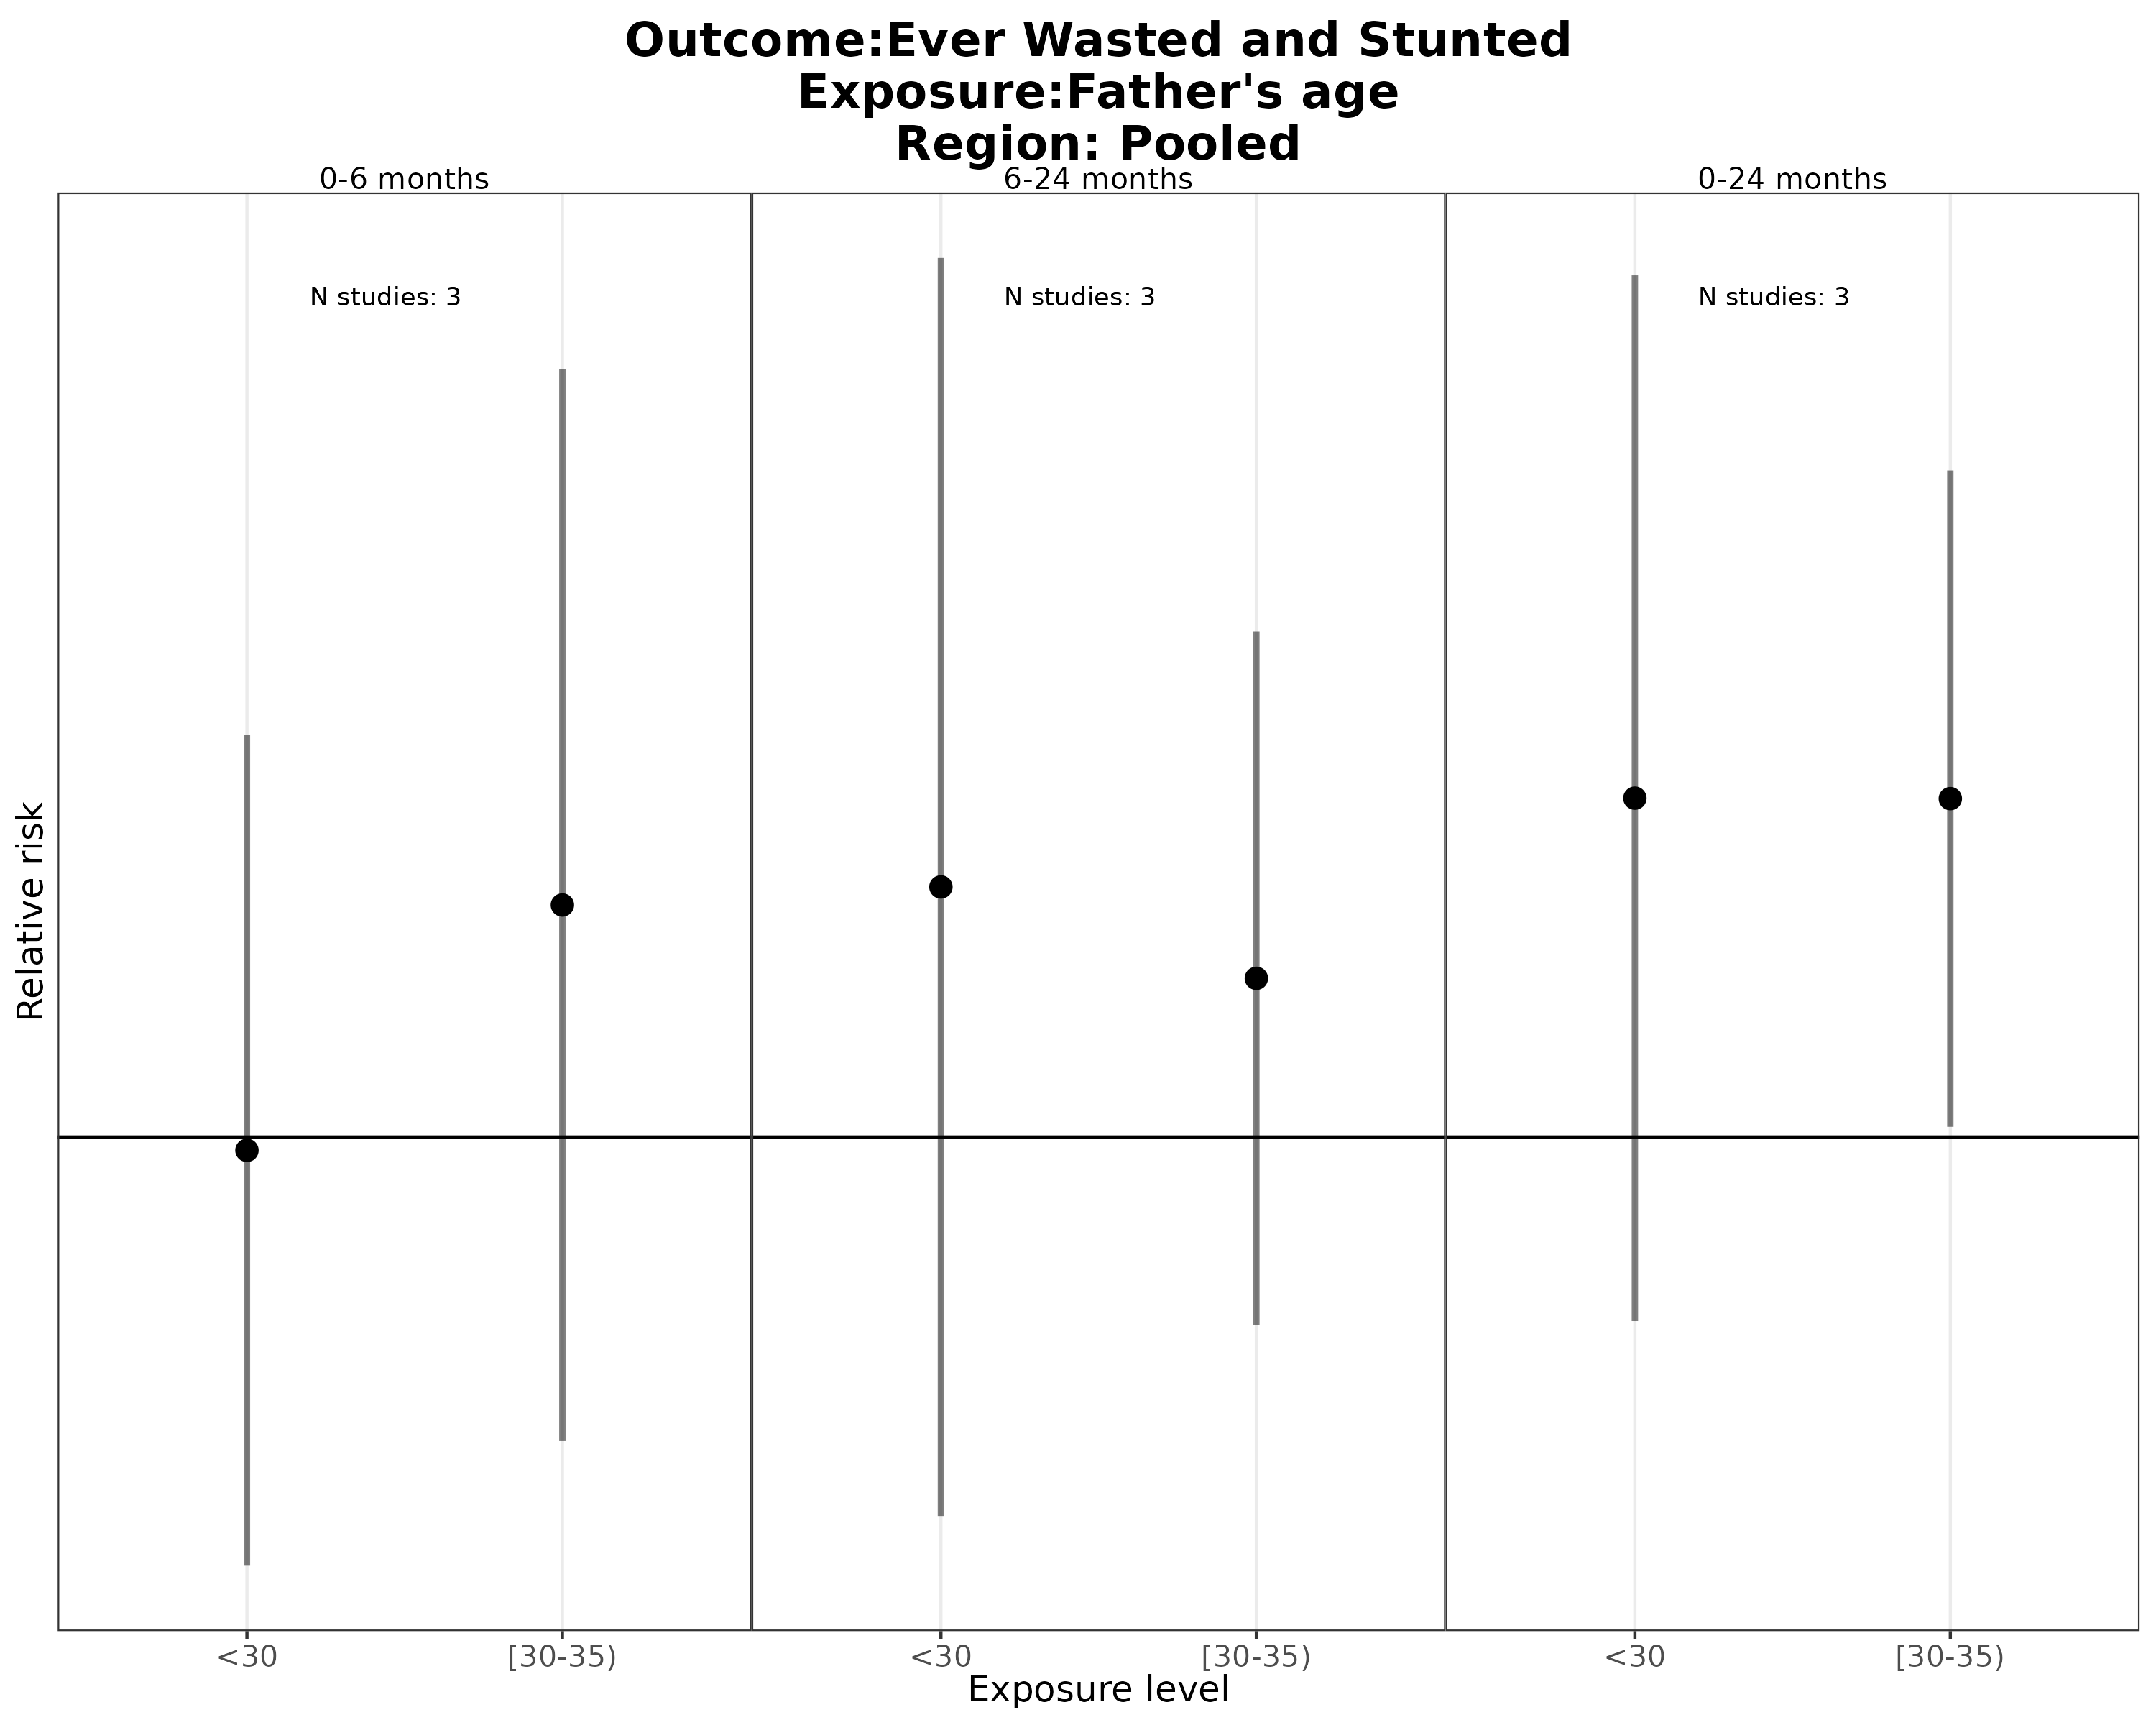 Outcome:Ever Wasted and Stunted
Exposure:Father's age
Region: Pooled
0-6 months
6-24 months
0-24 months
N studies: 3
N studies: 3
N studies: 3
Relative risk
<30
[30-35)
<30
[30-35)
<30
[30-35)
Exposure level